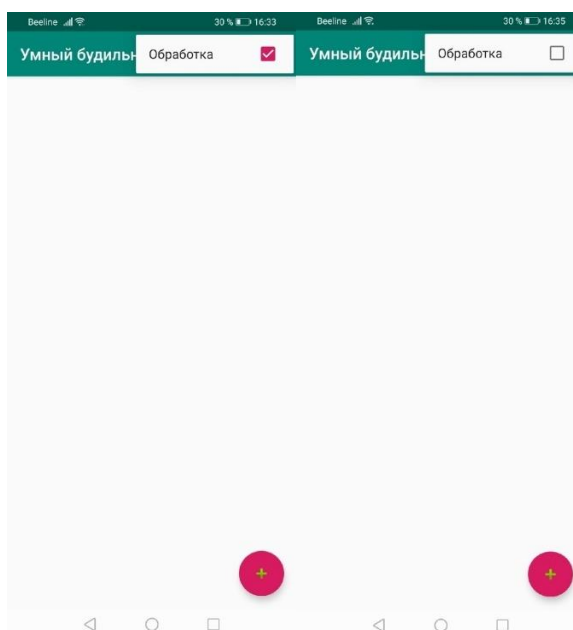 Beeline 30 % 16:33
Умный будильн Обработка
+
Beeline 30 % 16:35
Умный будильн Обработка
+